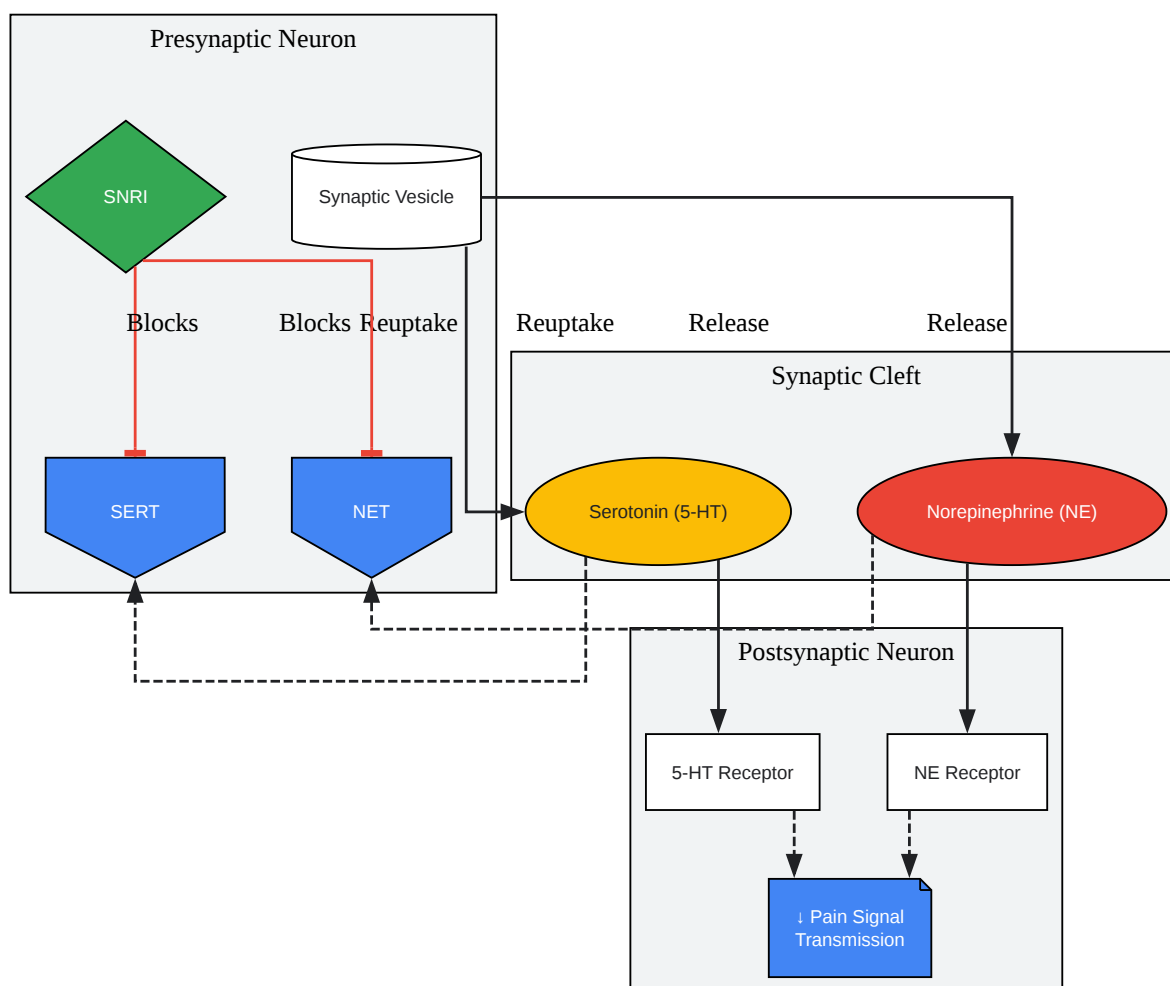 Presynaptic Neuron
SNRI
Synaptic Vesicle
Blocks
Blocks
Reuptake
Reuptake
Release
Release
Synaptic Cleft
SERT
NET
Serotonin (5-HT)
Norepinephrine (NE)
Postsynaptic Neuron
5-HT Receptor
NE Receptor
↓ Pain Signal
Transmission